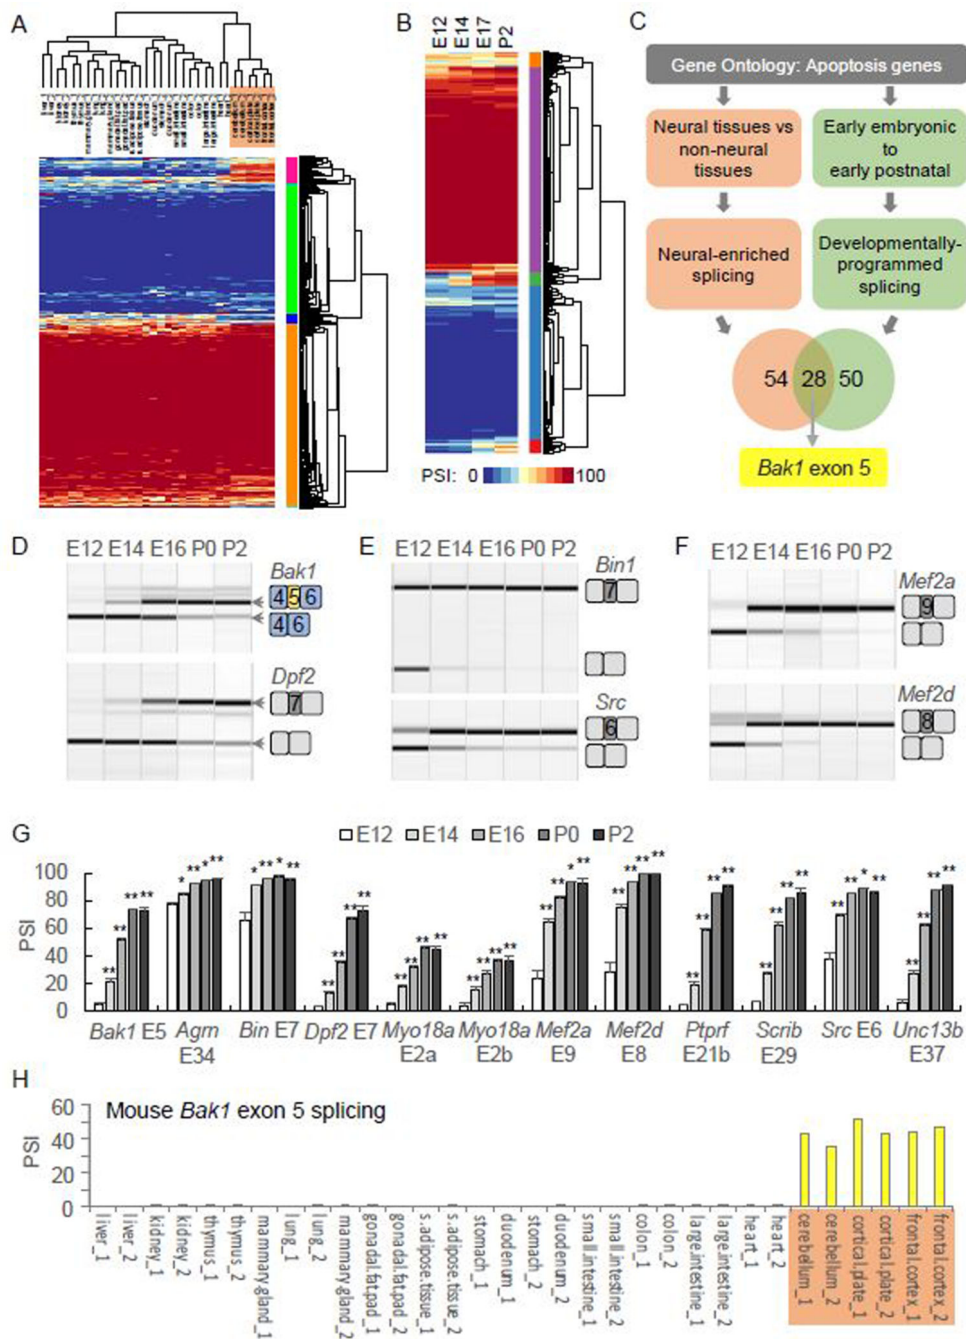 A
B
E12
E14
E17
P2
PSI: 0 100
C
Gene Ontology: Apoptosis genes
Neural tissues vs
non-neural
tissues
Early embryonic
to
early postnatal
Neural-enriched
splicing
Developmentally-
programmed
splicing
54 28 50
Bak1 exon 5
D
E12 E14 E16 P0 P2
Bak1
4 5 6
4 6
Dpf2
7
E
E12 E14 E16 P0 P2
Bin1
7
Src
6
F
E12 E14 E16 P0 P2
Mef2a
9
Mef2d
8
G
E12 E14 E16 P0 P2
PSI
100
80
60
40
20
0
** ** ** **
* ** * **
* ** * **
** ** ** **
** ** ** **
** ** ** **
** ** * **
** ** ** **
** ** ** **
** ** ** **
** ** * **
** ** ** **
Bak1 E5
Agrn
E34
Bin E7
Dpf2 E7
Myo18a
E2a
Myo18a
E2b
Mef2a
E9
Mef2d
E8
Ptprf
E21b
Scrib
E29
Src E6
Unc13b
E37
H
Mouse Bak1 exon 5 splicing
PSI
60
40
20
0
liver_1
liver_2
kidney_1
kidney_2
thymus_1
thymus_2
mammary.gland_1
lung_1
lung_2
mammary.gland_2
gonadal.fat.pad_1
gonadal.fat.pad_2
s.adipose.tissue_1
s.adipose.tissue_2
stomach_1
duodenum_1
stomach_2
duodenum_2
small.intestine_1
small.intestine_2
colon_1
colon_2
large.intestine_1
large.intestine_2
heart_1
heart_2
cerebellum_1
cerebellum_2
cortical.plate_1
cortical.plate_2
frontal.cortex_1
frontal.cortex_2